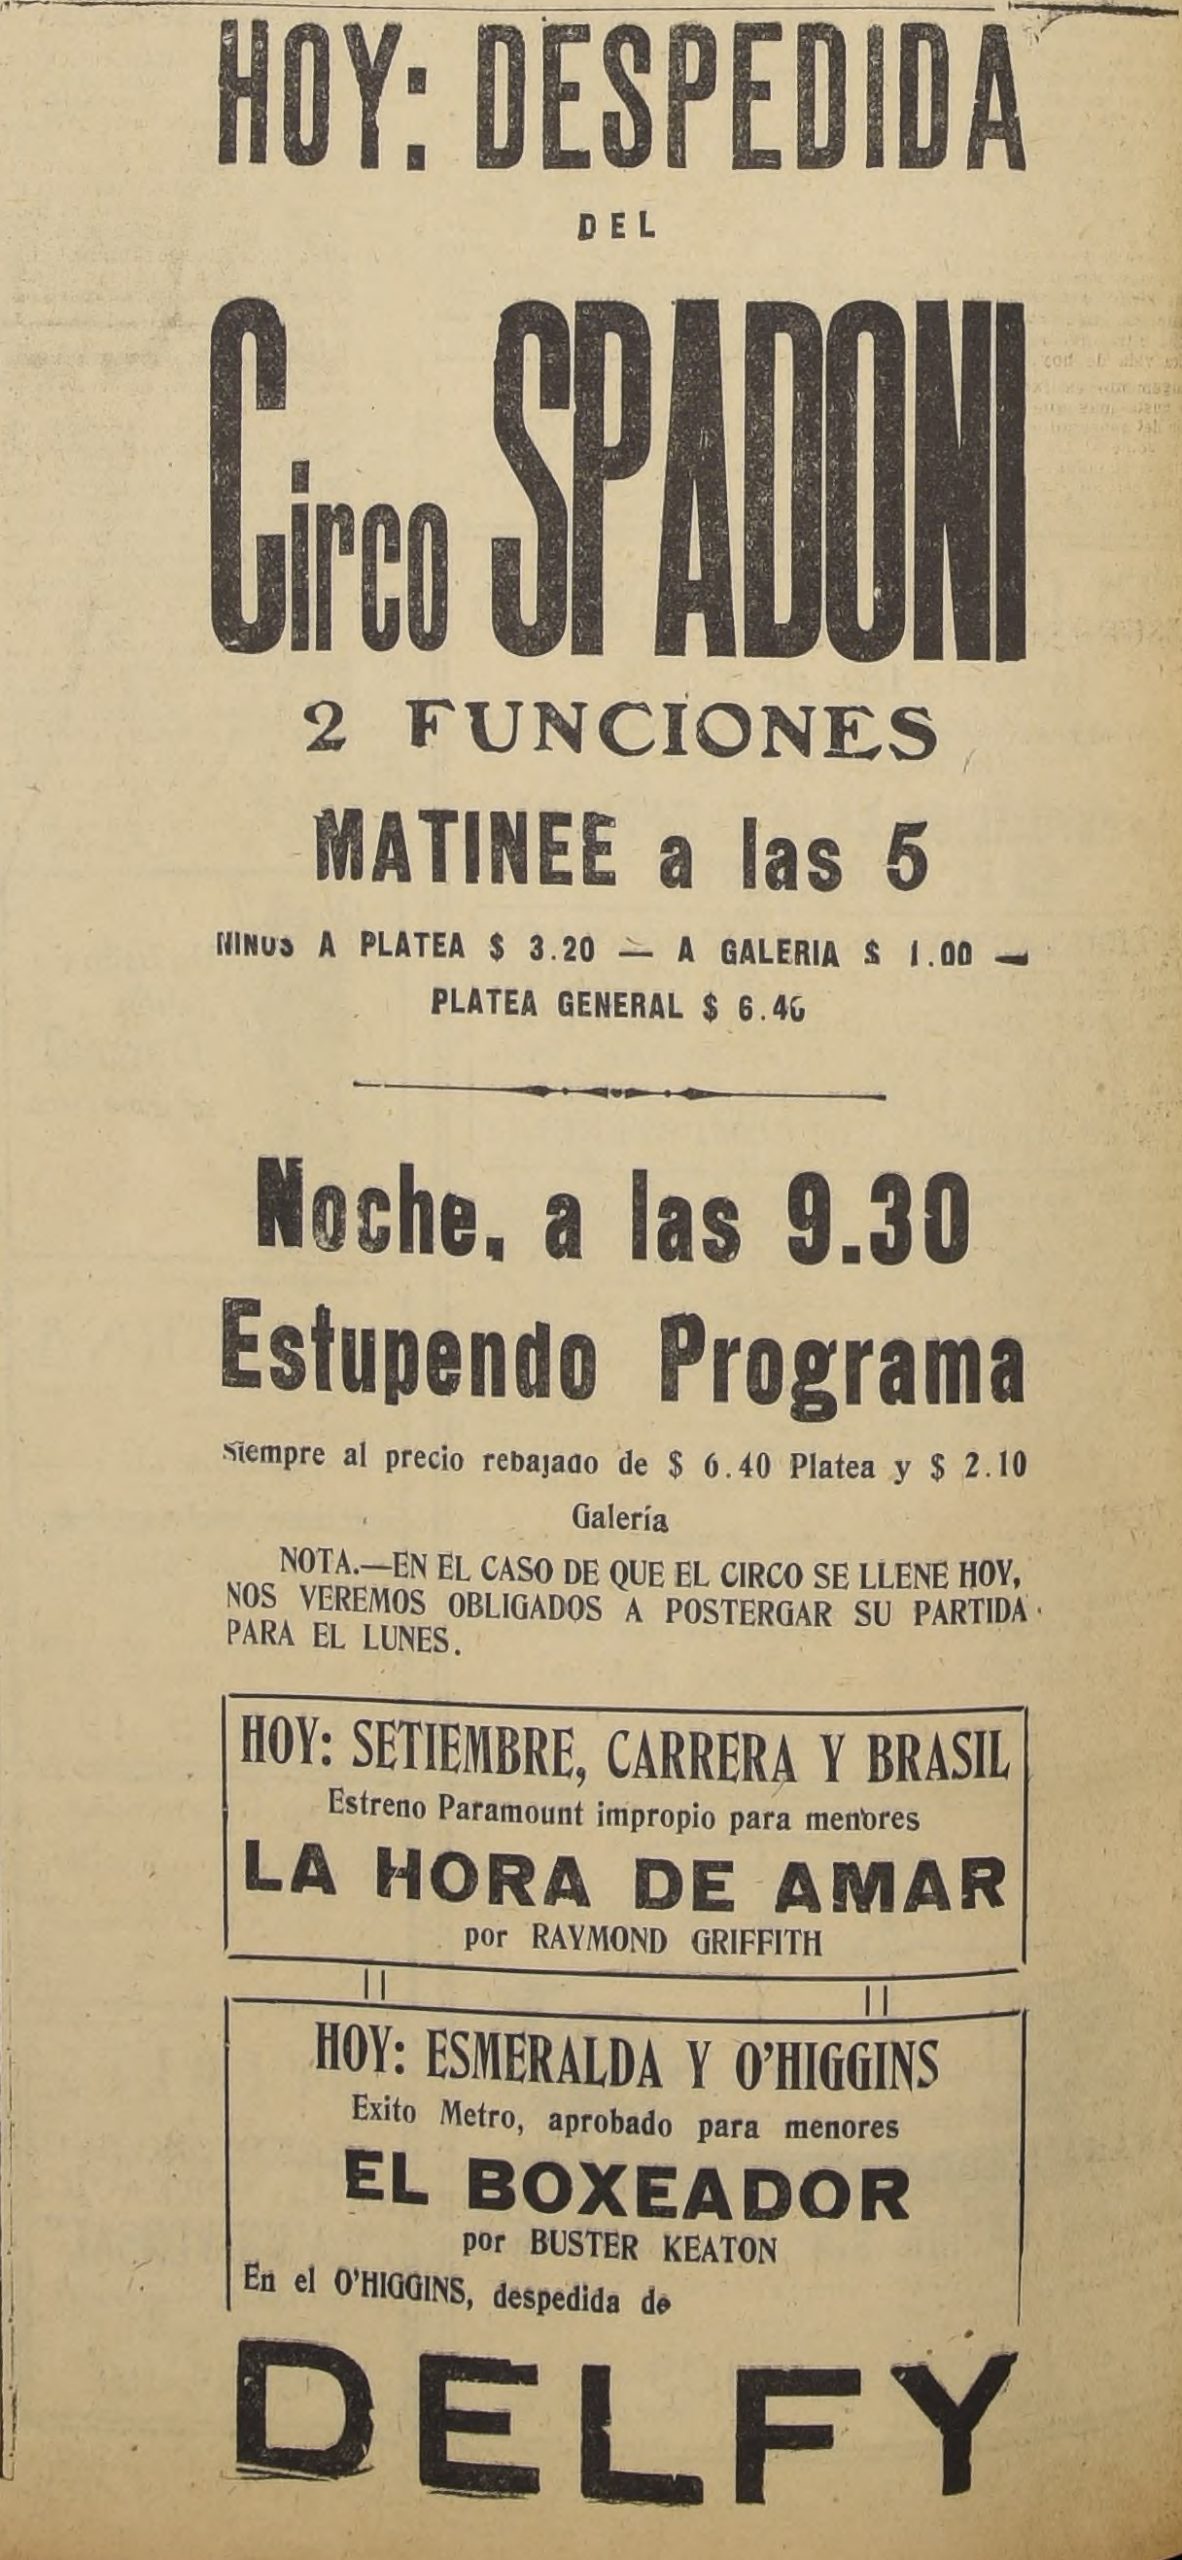 HOY: DESPEDIDA
DEL
Circo SPADONI
2 FUNCIONES
MATINEE a las 5
NINOS A PLATEA $ 3.20 — A GALERIA $ 1.00 —
PLATEA GENERAL $ 6.40
Noche, a las 9.30
Estupendo Programa
Siempre al precio rebajado de $ 6.40 Platea y $ 2.10
Galería
NOTA.—EN EL CASO DE QUE EL CIRCO SE LLENE HOY,
NOS VEREMOS OBLIGADOS A POSTERGAR SU PARTIDA
PARA EL LUNES.
HOY: SETIEMBRE, CARRERA Y BRASIL
Estreno Paramount impropio para menores
LA HORA DE AMAR
por RAYMOND GRIFFITH
HOY: ESMERALDA Y O'HIGGINS
Exito Metro, aprobado para menores
EL BOXEADOR
por BUSTER KEATON
En el O'HIGGINS, despedida de
DELFY